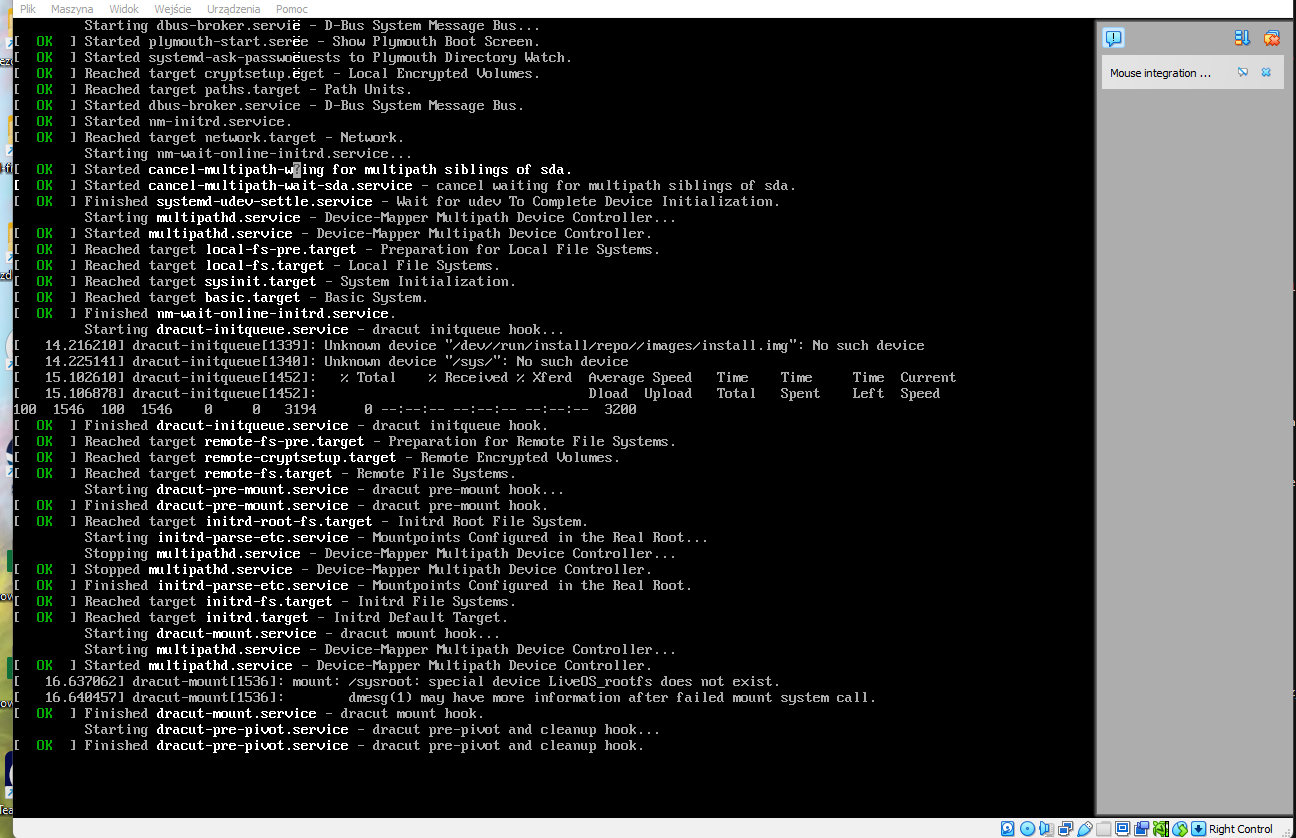 Plik Maszyna Widok Wejście Urządzenia Pomoc
Starting dbus-broker.servië - D-Bus System Message Bus...
[ OK ] Started plymouth-start.serëe - Show Plymouth Boot Screen.
[ OK ] Started systemd-ask-passwoëuests to Plymouth Directory Watch.
[ OK ] Reached target cryptsetup.ëget - Local Encrypted Volumes.
[ OK ] Reached target paths.target - Path Units.
[ OK ] Started dbus-broker.service - D-Bus System Message Bus.
[ OK ] Started nm-initrd.service.
[ OK ] Reached target network.target - Network.
Starting nm-wait-online-initrd.service...
[ OK ] Started cancel-multipath-w ing for multipath siblings of sda.
[ OK ] Started cancel-multipath-wait-sda.service - cancel waiting for multipath siblings of sda.
[ OK ] Finished systemd-udev-settle.service - Wait for udev To Complete Device Initialization.
Starting multipathd.service - Device-Mapper Multipath Device Controller...
[ OK ] Started multipathd.service - Device-Mapper Multipath Device Controller.
[ OK ] Reached target local-fs-pre.target - Preparation for Local File Systems.
[ OK ] Reached target local-fs.target - Local File Systems.
[ OK ] Reached target sysinit.target - System Initialization.
[ OK ] Reached target basic.target - Basic System.
[ OK ] Finished nm-wait-online-initrd.service.
Starting dracut-initqueue.service - dracut initqueue hook...
[ 14.216210] dracut-initqueue[1339]: Unknown device "/dev//run/install/repo//images/install.img": No such device
[ 14.225141] dracut-initqueue[1340]: Unknown device "/sys/": No such device
[ 15.102610] dracut-initqueue[1452]: % Total % Received % Xferd Average Speed Time Time Time Current
[ 15.106878] dracut-initqueue[1452]: Dload Upload Total Spent Left Speed
100 1546 100 1546 0 0 3194 0 --:--:-- --:--:-- --:--:-- 3200
[ OK ] Finished dracut-initqueue.service - dracut initqueue hook.
[ OK ] Reached target remote-fs-pre.target - Preparation for Remote File Systems.
[ OK ] Reached target remote-cryptsetup.target - Remote Encrypted Volumes.
[ OK ] Reached target remote-fs.target - Remote File Systems.
Starting dracut-pre-mount.service - dracut pre-mount hook...
[ OK ] Finished dracut-pre-mount.service - dracut pre-mount hook.
[ OK ] Reached target initrd-root-fs.target - Initrd Root File System.
Starting initrd-parse-etc.service - Mountpoints Configured in the Real Root...
Stopping multipathd.service - Device-Mapper Multipath Device Controller...
[ OK ] Stopped multipathd.service - Device-Mapper Multipath Device Controller.
[ OK ] Finished initrd-parse-etc.service - Mountpoints Configured in the Real Root.
[ OK ] Reached target initrd-fs.target - Initrd File Systems.
[ OK ] Reached target initrd.target - Initrd Default Target.
Starting dracut-mount.service - dracut mount hook...
Starting multipathd.service - Device-Mapper Multipath Device Controller...
[ OK ] Started multipathd.service - Device-Mapper Multipath Device Controller.
[ 16.637062] dracut-mount[1536]: mount: /sysroot: special device LiveOS_rootfs does not exist.
[ 16.640457] dracut-mount[1536]: dmesg(1) may have more information after failed mount system call.
[ OK ] Finished dracut-mount.service - dracut mount hook.
Starting dracut-pre-pivot.service - dracut pre-pivot and cleanup hook...
[ OK ] Finished dracut-pre-pivot.service - dracut pre-pivot and cleanup hook.
Mouse integration ...
Right Control